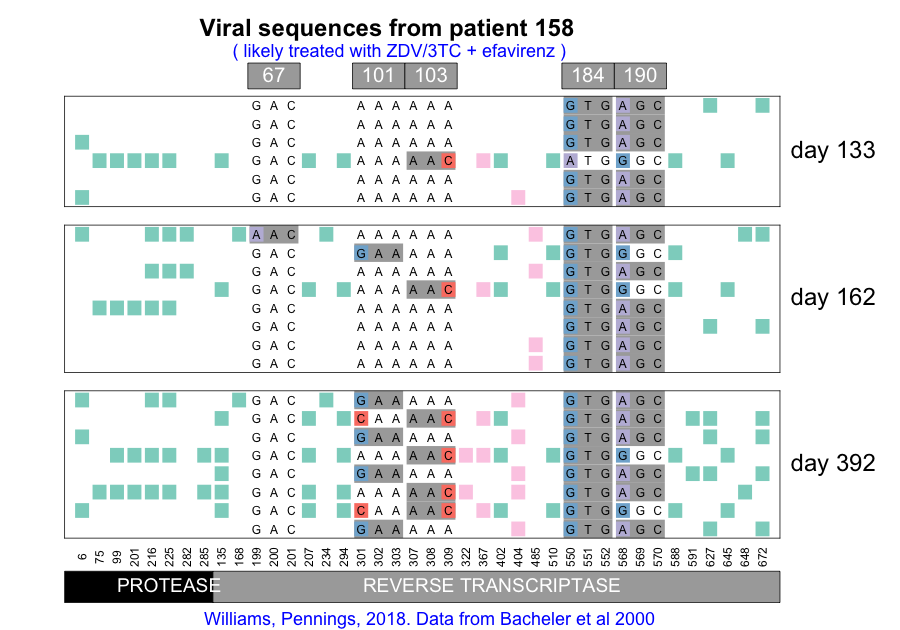 Viral sequences from patient 158
( likely treated with ZDV/3TC + efavirenz )
67 101 103 184 190
G A C A A A A A A G T G A G C
G A C A A A A A A G T G A G C
G A C A A A A A A G T G A G C
G A C A A A A A C A T G G G C
G A C A A A A A A G T G A G C
G A C A A A A A A G T G A G C
day 133
A A C A A A A A A G T G A G C
G A C G A A A A A G T G G G C
G A C A A A A A A G T G A G C
G A C A A A A A C G T G G G C
G A C A A A A A A G T G A G C
G A C A A A A A A G T G A G C
G A C A A A A A A G T G A G C
G A C A A A A A A G T G A G C
day 162
G A C G A A A A A G T G A G C
G A C C A A A A C G T G A G C
G A C G A A A A A G T G A G C
G A C A A A A A C G T G G G C
G A C G A A A A A G T G A G C
G A C A A A A A C G T G A G C
G A C C A A A A C G T G G G C
G A C G A A A A A G T G A G C
day 392
6 75 99 201 216 225 282 285 135 168 199 200 201 207 234 294 301 302 303 307 308 309 322 367 402 404 485 510 550 551 552 568 569 570 588 591 627 645 648 672
PROTEASE REVERSE TRANSCRIPTASE
Williams, Pennings, 2018. Data from Bacheler et al 2000